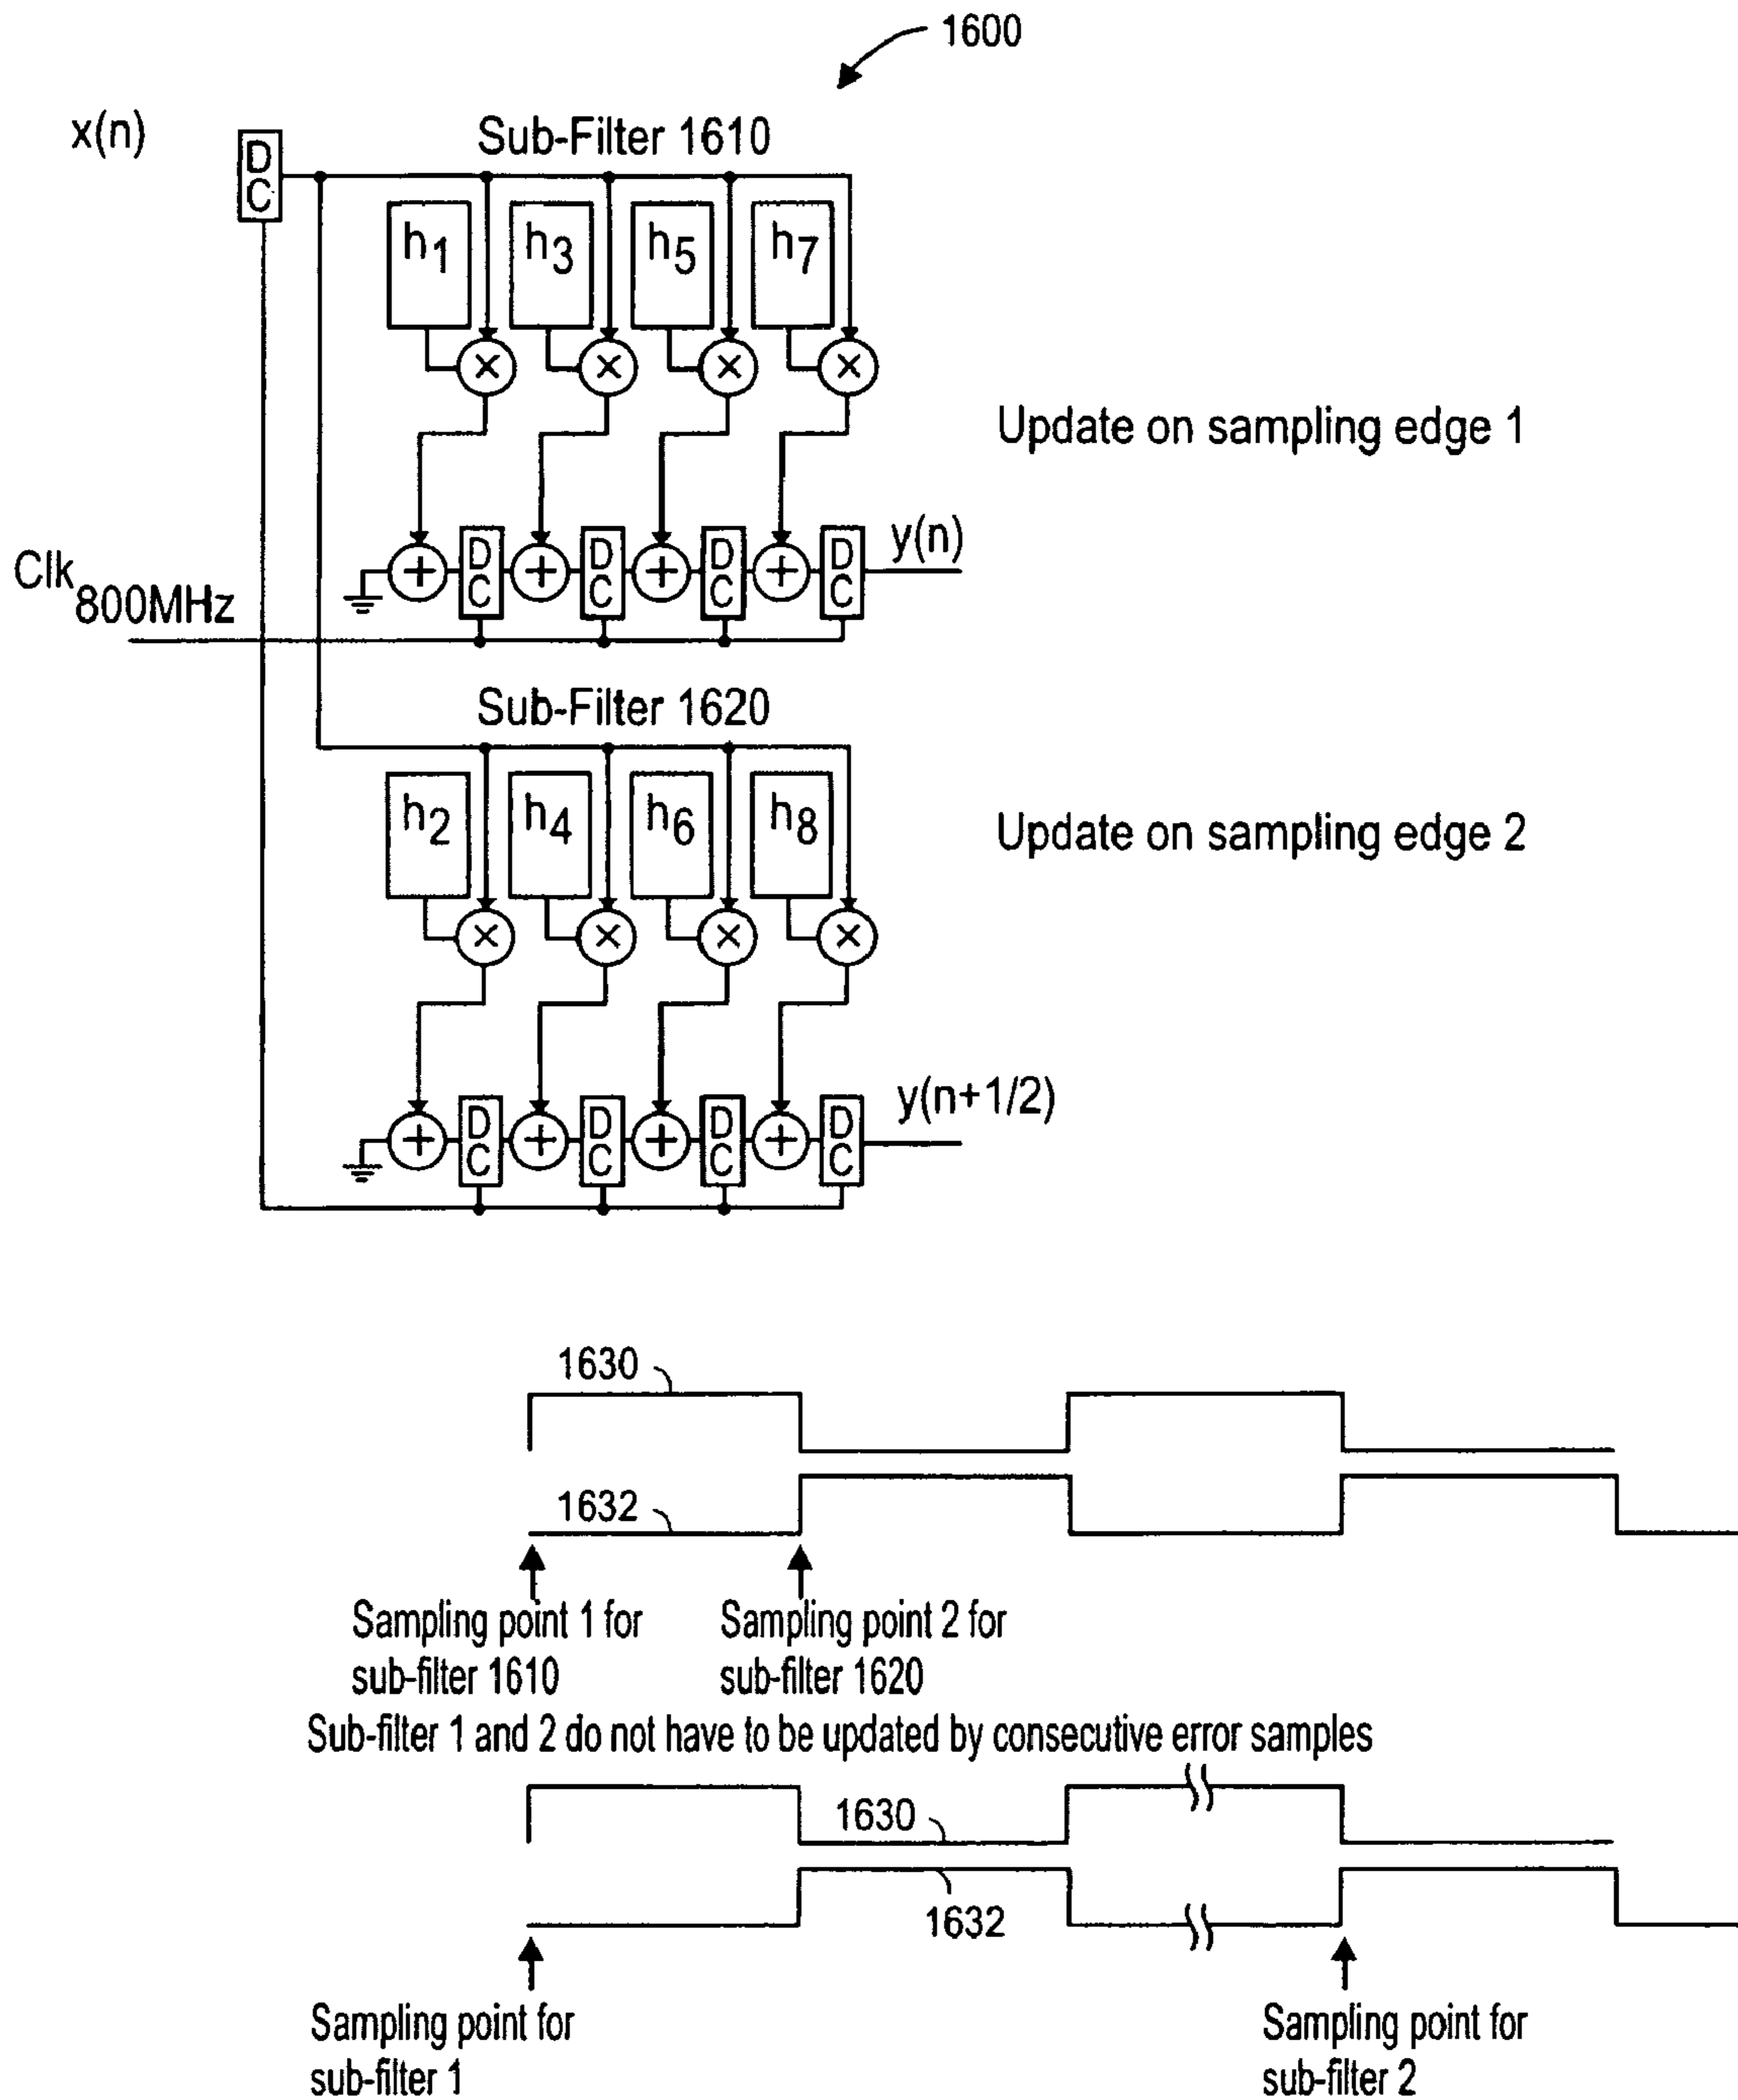 1600
x(n)
D
C
Sub-Filter 1610
h1 h3 h5 h7
× × × ×
Update on sampling edge 1
+ D C + D C + D C + D C y(n)
Clk800MHz
Sub-Filter 1620
h2 h4 h6 h8
× × × ×
Update on sampling edge 2
+ D C + D C + D C + D C y(n+1/2)
1630
1632
Sampling point 1 for
sub-filter 1610
Sampling point 2 for
sub-filter 1620
Sub-filter 1 and 2 do not have to be updated by consecutive error samples
1630
1632
Sampling point for
sub-filter 1
Sampling point for
sub-filter 2